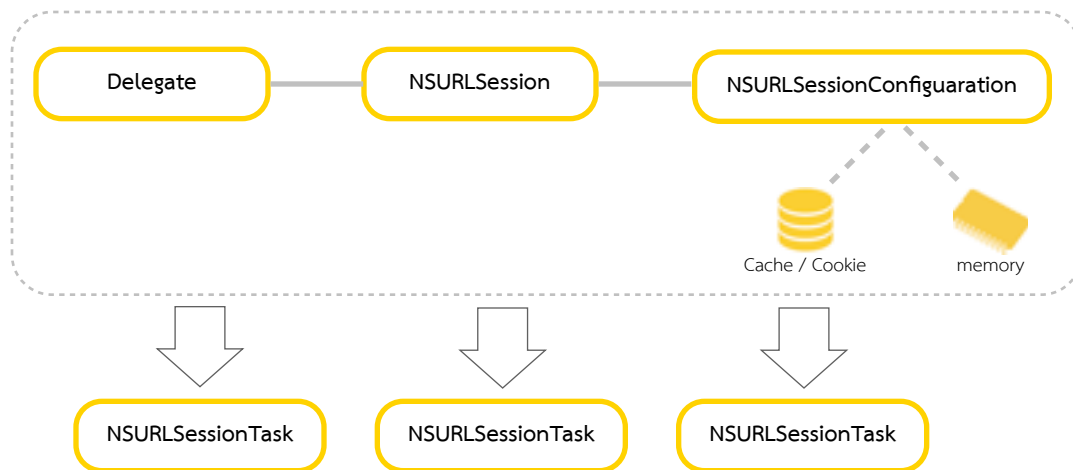 Delegate
NSURLSession
NSURLSessionConfiguaration
Cache / Cookie
memory
NSURLSessionTask
NSURLSessionTask
NSURLSessionTask